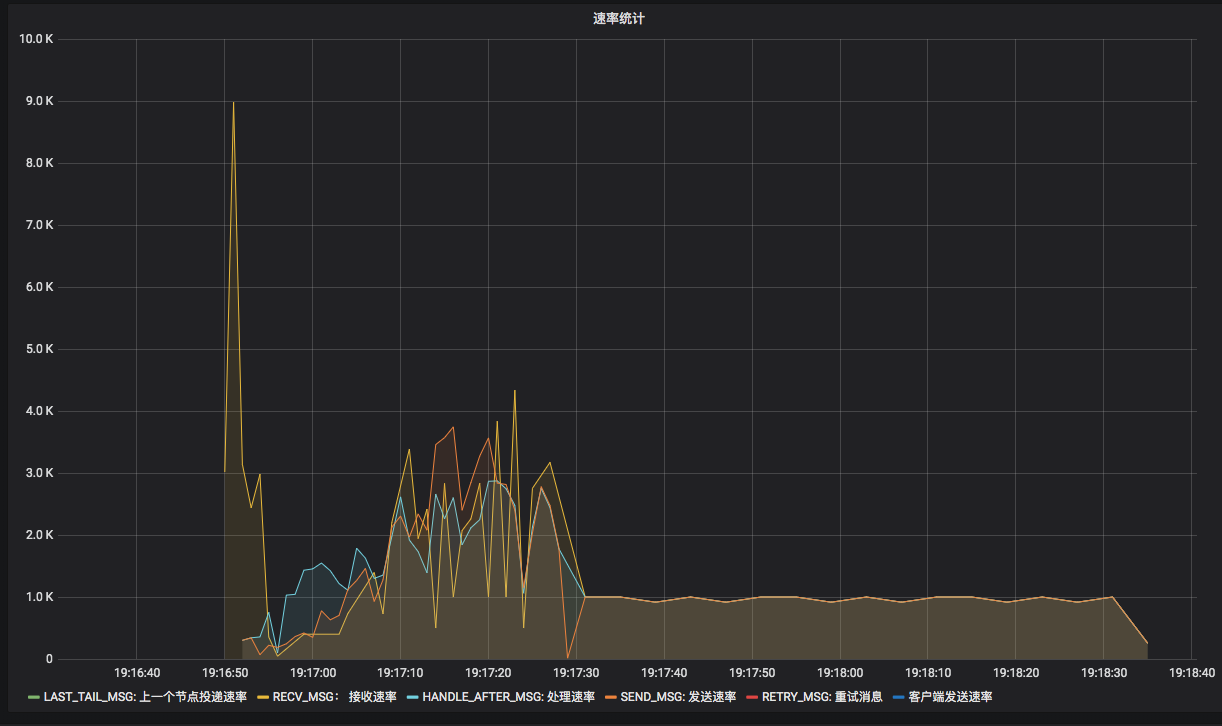 速率统计
10.0 K
9.0 K
8.0 K
7.0 K
6.0 K
5.0 K
4.0 K
3.0 K
2.0 K
1.0 K
0
19:16:40 19:16:50 19:17:00 19:17:10 19:17:20 19:17:30 19:17:40 19:17:50 19:18:00 19:18:10 19:18:20 19:18:30 19:18:40
LAST_TAIL_MSG: 上一个节点投递速率 RECV_MSG： 接收速率 HANDLE_AFTER_MSG: 处理速率 SEND_MSG: 发送速率 RETRY_MSG: 重试消息 客户端发送速率